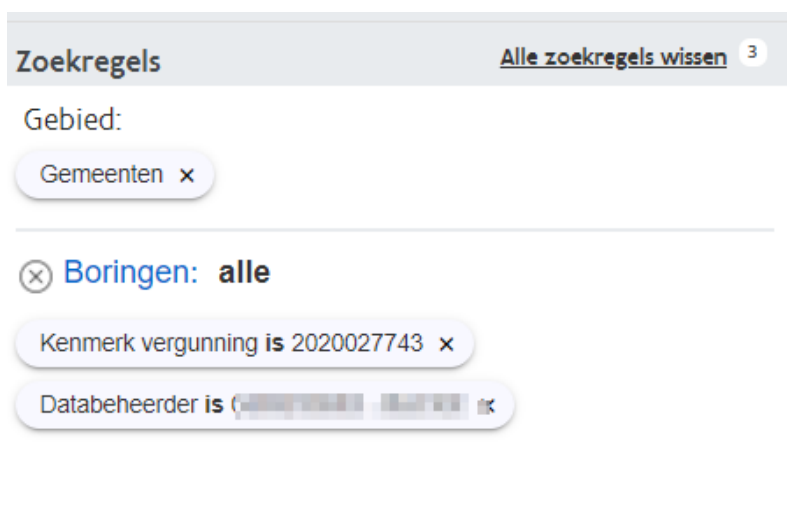 Zoekregels
Alle zoekregels wissen 3
Gebied:
Gemeenten ×
Boringen: alle
Kenmerk vergunning is 2020027743 ×
Databeheerder is